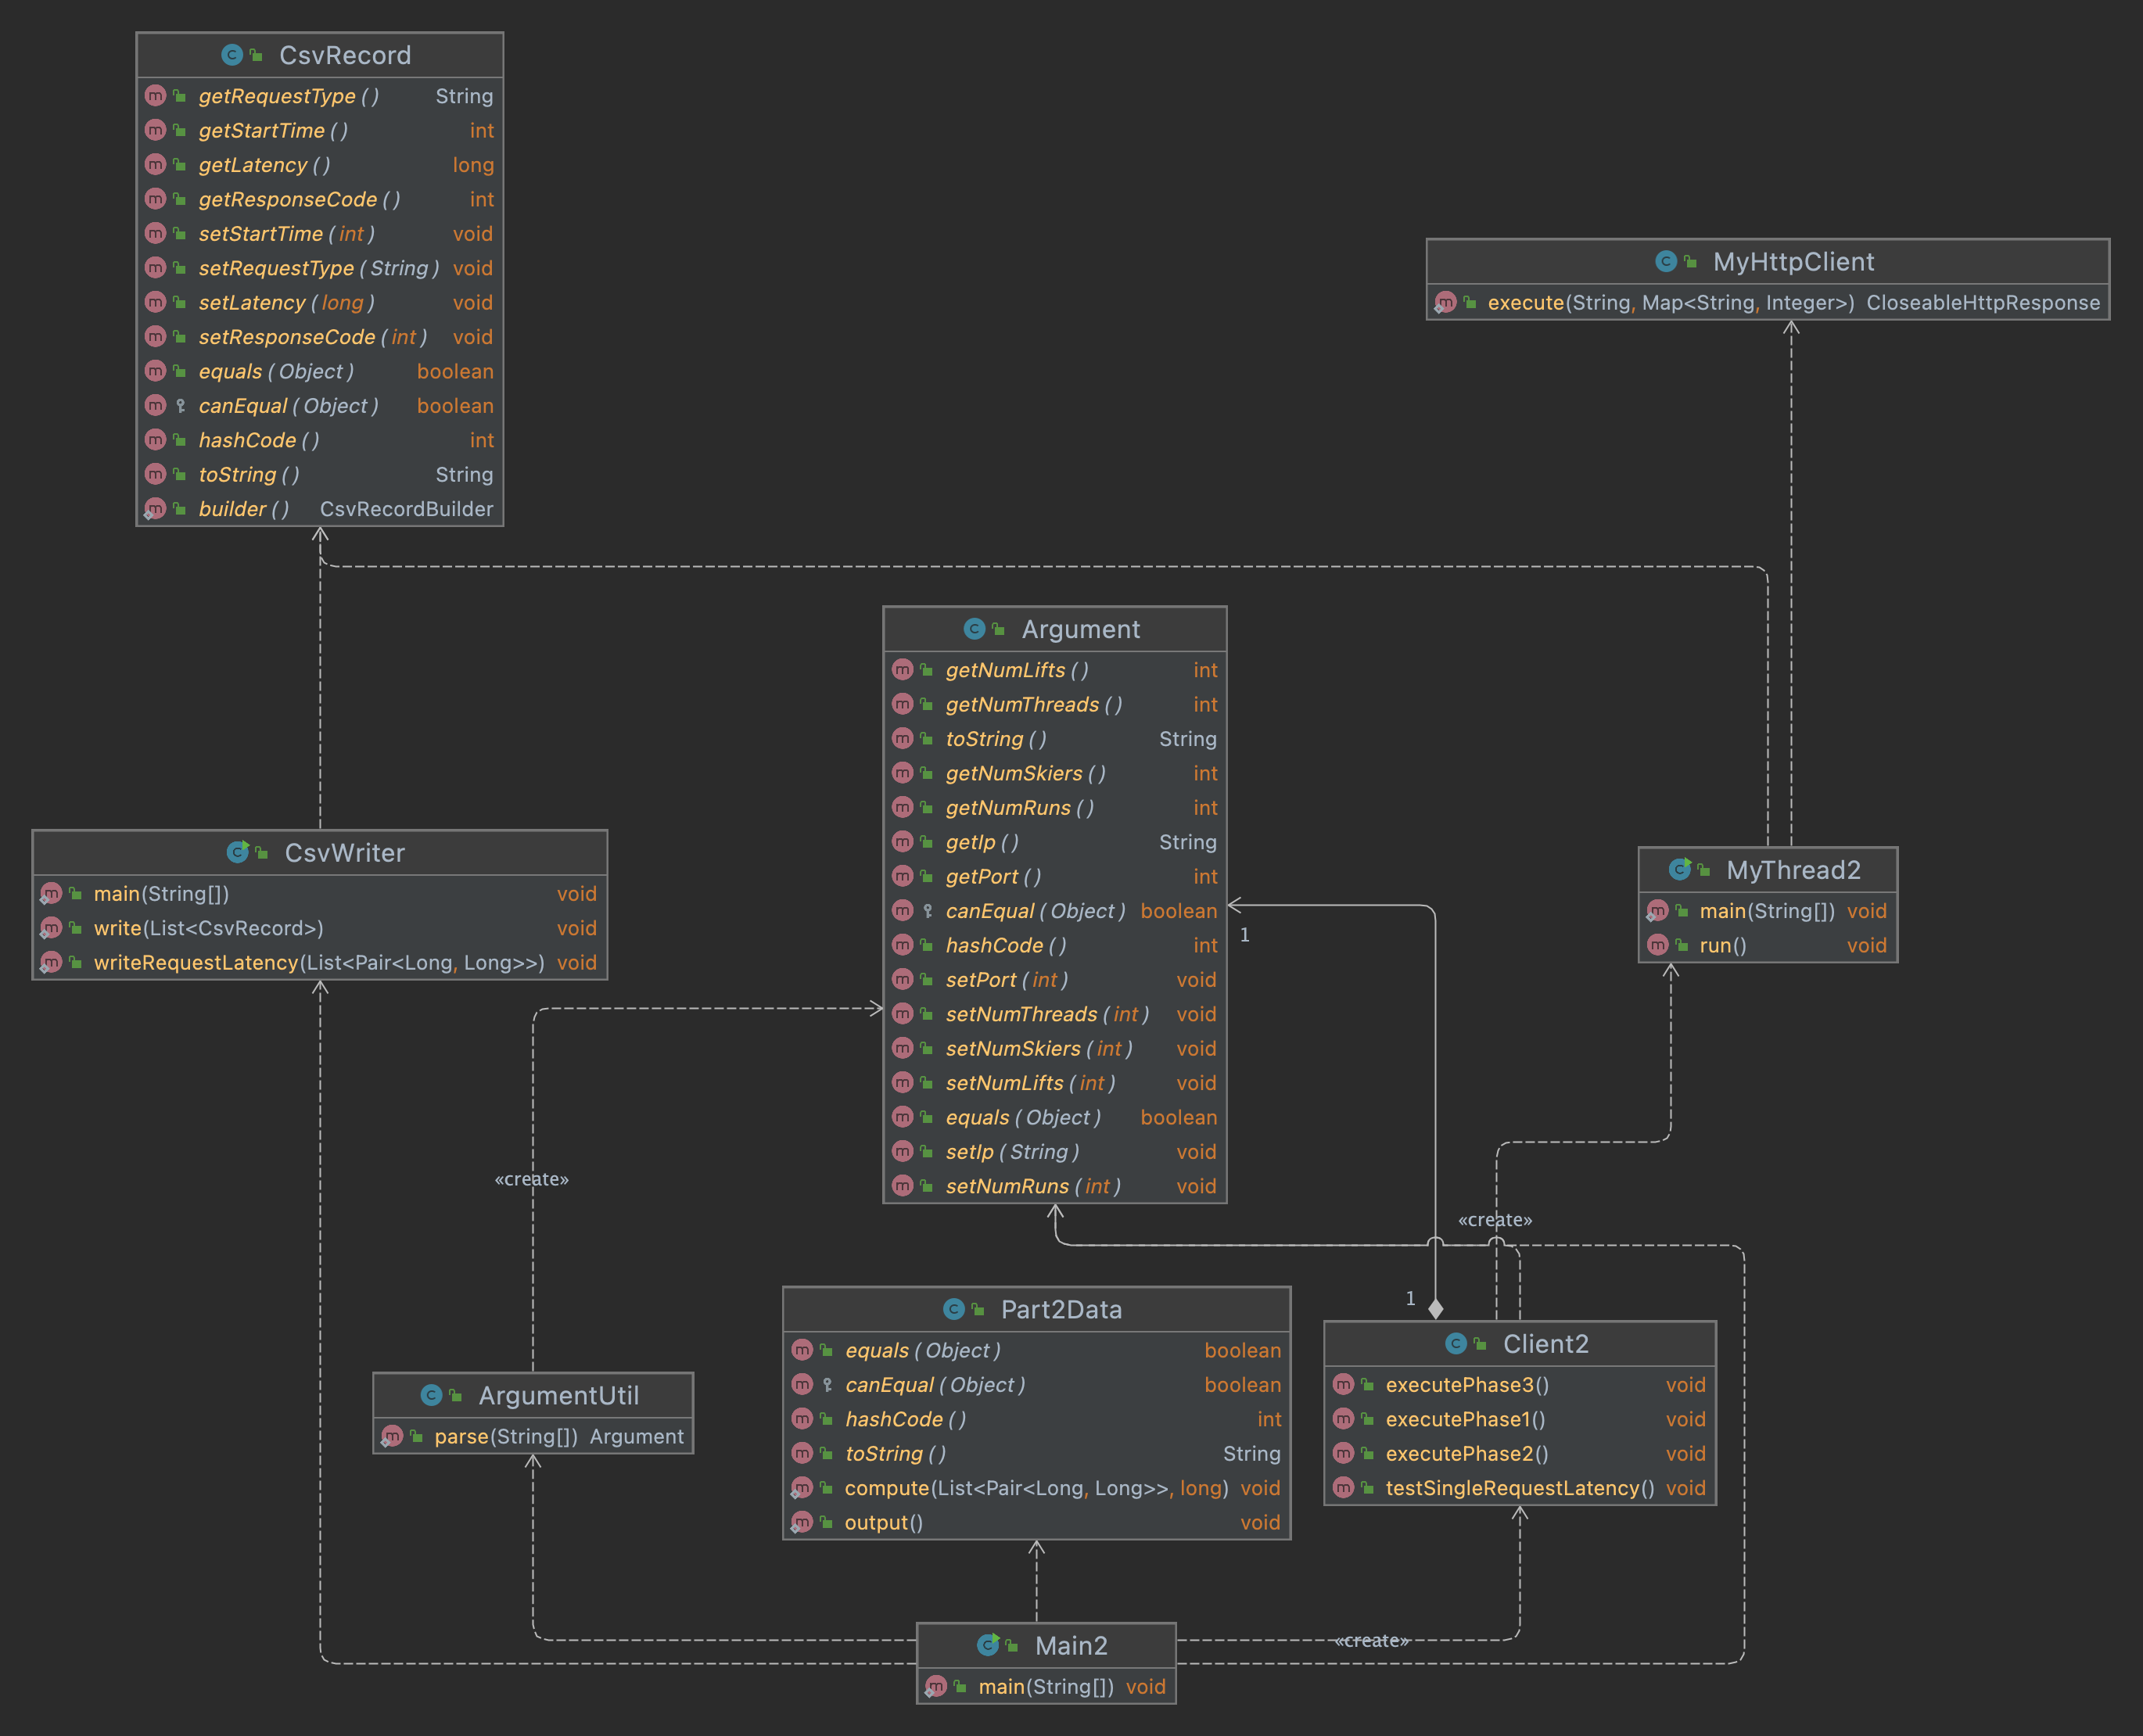 CsvRecord
getRequestType() String
getStartTime() int
getLatency() long
getResponseCode() int
setStartTime(int) void
setRequestType(String) void
setLatency(long) void
setResponseCode(int) void
equals(Object) boolean
canEqual(Object) boolean
hashCode() int
toString() String
builder() CsvRecordBuilder
MyHttpClient
execute(String, Map<String, Integer>) CloseableHttpResponse
Argument
getNumLifts() int
getNumThreads() int
toString() String
getNumSkiers() int
getNumRuns() int
getIp() String
getPort() int
canEqual(Object) boolean
hashCode() int
setPort(int) void
setNumThreads(int) void
setNumSkiers(int) void
setNumLifts(int) void
equals(Object) boolean
setIp(String) void
setNumRuns(int) void
1
CsvWriter
main(String[]) void
write(List<CsvRecord>) void
writeRequestLatency(List<Pair<Long, Long>>) void
MyThread2
main(String[]) void
run() void
«create»
«create»
1
Part2Data
equals(Object) boolean
canEqual(Object) boolean
hashCode() int
toString() String
compute(List<Pair<Long, Long>>, long) void
output() void
Client2
executePhase3() void
executePhase1() void
executePhase2() void
testSingleRequestLatency() void
ArgumentUtil
parse(String[]) Argument
Main2
main(String[]) void
«create»